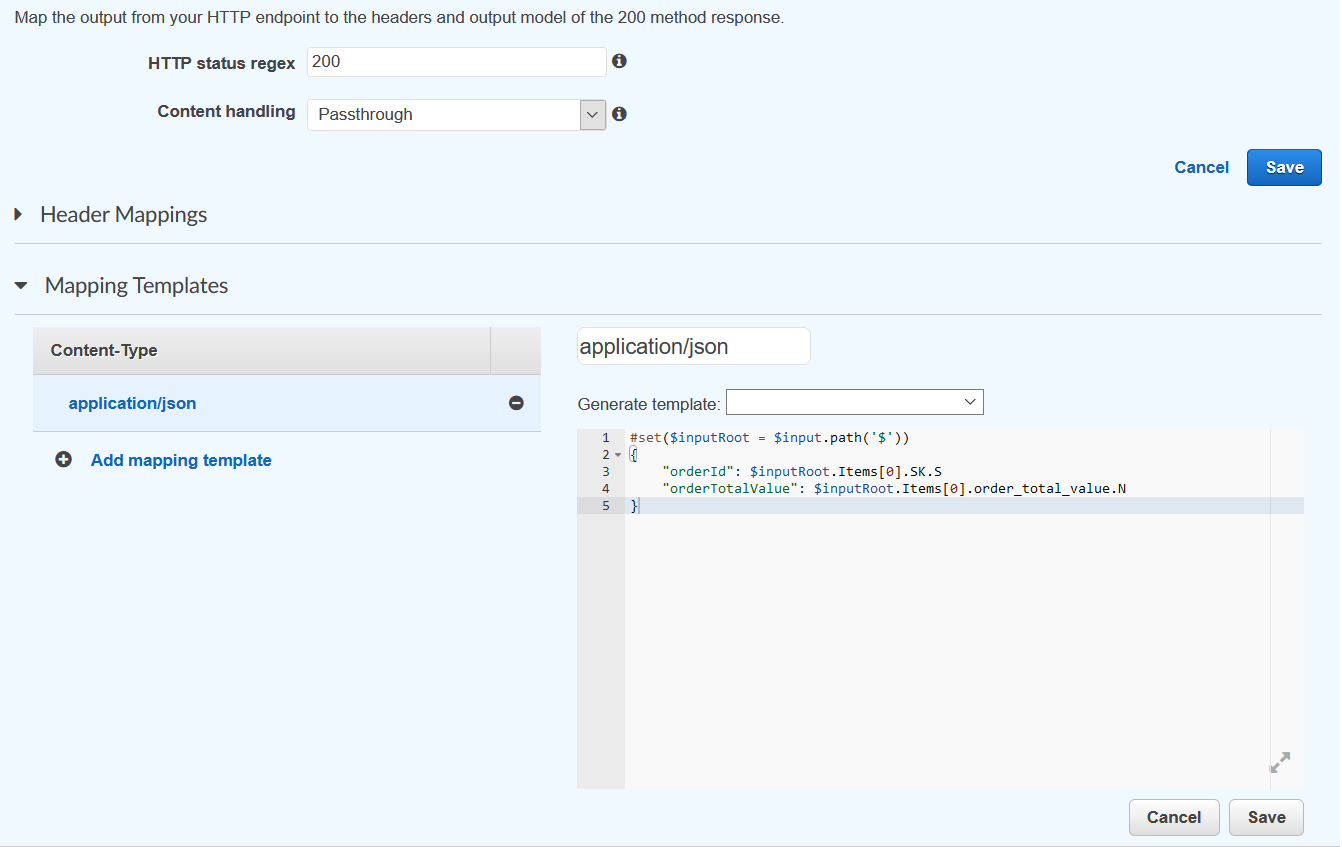 Map the output from your HTTP endpoint to the headers and output model of the 200 method response.
HTTP status regex 200
Content handling Passthrough
Cancel Save
Header Mappings
Mapping Templates
Content-Type
application/json
Add mapping template
application/json
Generate template:
1 #set($inputRoot = $input.path('$'))
2 {
3 "orderId": $inputRoot.Items[0].SK.S
4 "orderTotalValue": $inputRoot.Items[0].order_total_value.N
5 }
Cancel Save